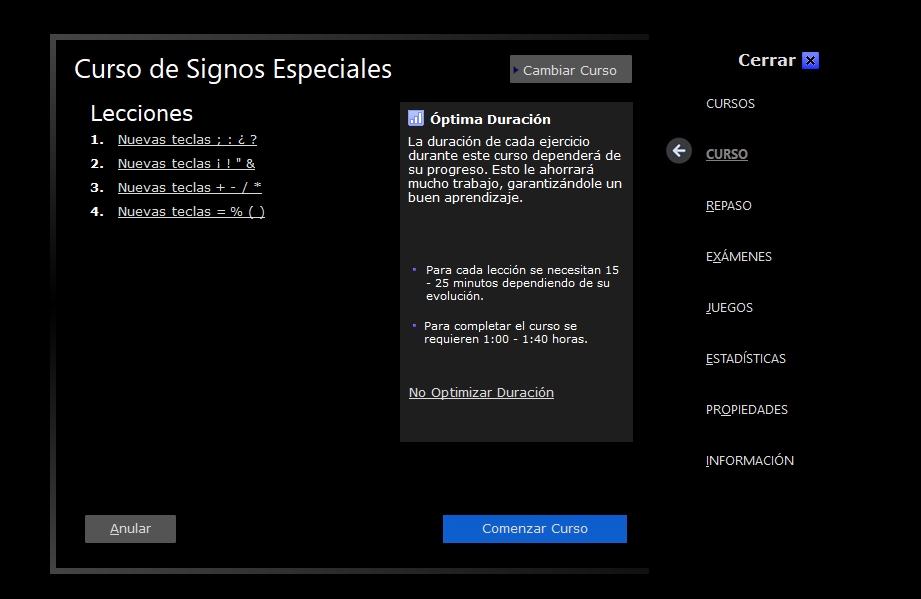 Curso de Signos Especiales
Cambiar Curso
Cerrar
Lecciones
1. Nuevas teclas ; : ¿ ?
2. Nuevas teclas ¡ ! " &
3. Nuevas teclas + - / *
4. Nuevas teclas = % ( )
Óptima Duración
La duración de cada ejercicio
durante este curso dependerá de
su progreso. Esto le ahorrará
mucho trabajo, garantizándole un
buen aprendizaje.
Para cada lección se necesitan 15
- 25 minutos dependiendo de su
evolución.
Para completar el curso se
requieren 1:00 - 1:40 horas.
No Optimizar Duración
Anular
Comenzar Curso
CURSOS
CURSO
REPASO
EXÁMENES
JUEGOS
ESTADÍSTICAS
PROPIEDADES
INFORMACIÓN